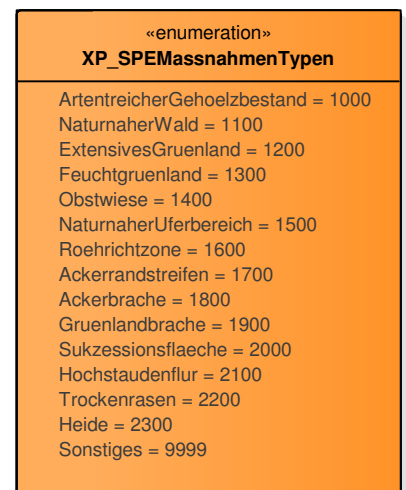 «enumeration»
XP_SPEMassnahmenTypen
ArtentreicherGehoelzbestand = 1000
NaturnaherWald = 1100
ExtensivesGruenland = 1200
Feuchtgruenland = 1300
Obstwiese = 1400
NaturnaherUferbereich = 1500
Roehrichtzone = 1600
Ackerrandstreifen = 1700
Ackerbrache = 1800
Gruenlandbrache = 1900
Sukzessionsflaeche = 2000
Hochstaudenflur = 2100
Trockenrasen = 2200
Heide = 2300
Sonstiges = 9999